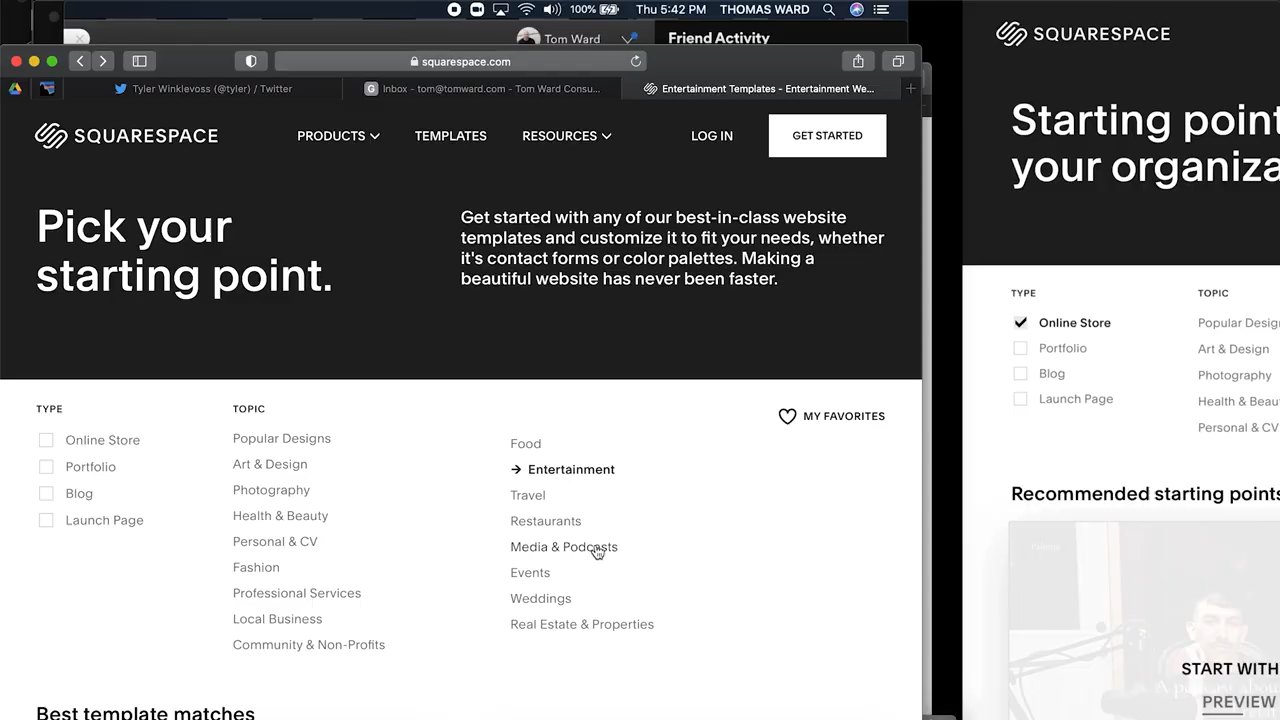 100%
Thu 5:42 PM
THOMAS WARD
Tom Ward
Friend Activity
squarespace.com
Tyler Winklevoss (@tyler) / Twitter
G
Inbox - tom@tomward.com - Tom Ward Consu...
Entertainment Templates - Entertainment We...
SQUARESPACE
PRODUCTS
TEMPLATES
RESOURCES
LOG IN
GET STARTED
Pick your
starting point.
Get started with any of our best-in-class website
templates and customize it to fit your needs, whether
it's contact forms or color palettes. Making a
beautiful website has never been faster.
TYPE
Online Store
Portfolio
Blog
Launch Page
TOPIC
Popular Designs
Art & Design
Photography
Health & Beauty
Personal & CV
Fashion
Professional Services
Local Business
Community & Non-Profits
Food
→ Entertainment
Travel
Restaurants
Media & Podcasts
Events
Weddings
Real Estate & Properties
MY FAVORITES
Best template matches
SQUARESPACE
Starting point
your organiza
TYPE
Online Store
Portfolio
Blog
Launch Page
TOPIC
Popular Desig
Art & Design
Photography
Health & Beau
Personal & CV
Recommended starting points
START WITH
PREVIEW